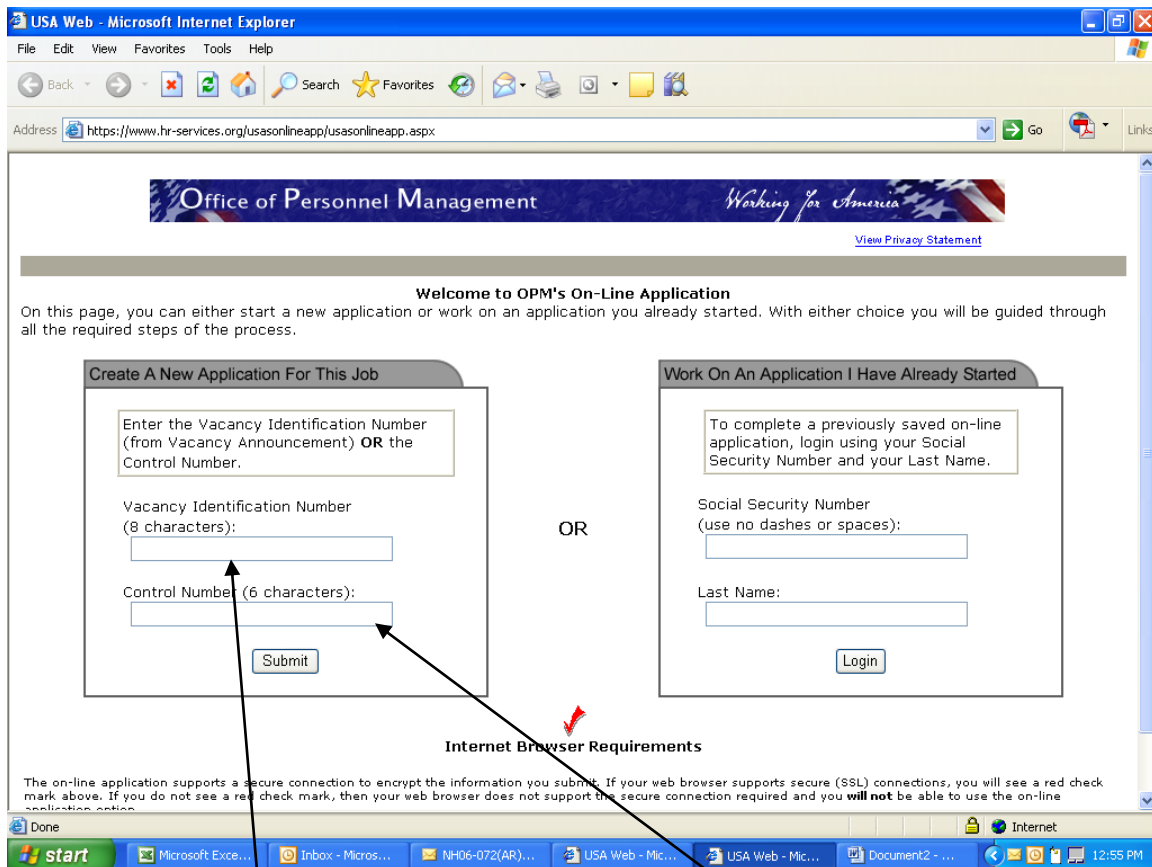 USA Web - Microsoft Internet Explorer
File Edit View Favorites Tools Help
Back Search Favorites
Address https://www.hr-services.org/usasonlineapp/usasonlineapp.aspx Go Links
Office of Personnel Management Working for America
View Privacy Statement
Welcome to OPM's On-Line Application
On this page, you can either start a new application or work on an application you already started. With either choice you will be guided through
all the required steps of the process.
Create A New Application For This Job
Enter the Vacancy Identification Number
(from Vacancy Announcement) OR the
Control Number.
Vacancy Identification Number
(8 characters):
Control Number (6 characters):
Submit
OR
Work On An Application I Have Already Started
To complete a previously saved on-line
application, login using your Social
Security Number and your Last Name.
Social Security Number
(use no dashes or spaces):
Last Name:
Login
Internet Browser Requirements
The on-line application supports a secure connection to encrypt the information you submit. If your web browser supports secure (SSL) connections, you will see a red check
mark above. If you do not see a red check mark, then your web browser does not support the secure connection required and you will not be able to use the on-line
application option
Done Internet
start Microsoft Exce... Inbox - Micros... NH06-072(AR)... USA Web - Mic... USA Web - Mic... Document2 - ... 12:55 PM